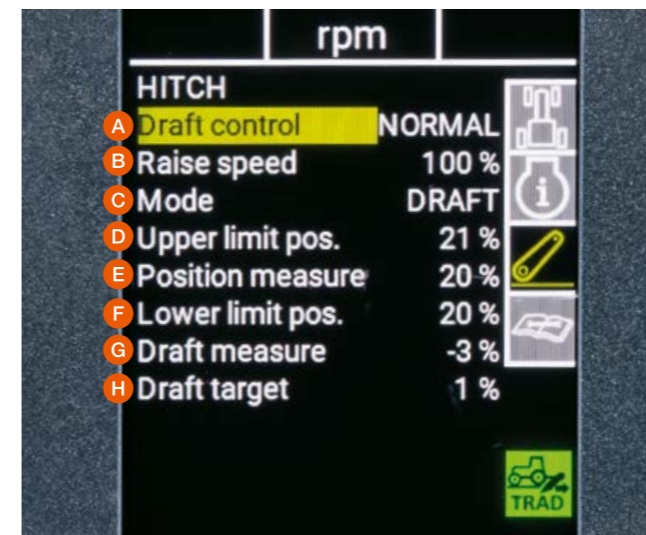 rpm
HITCH
A Draft control NORMAL
B Raise speed 100 %
C Mode DRAFT
D Upper limit pos. 21 %
E Position measure 20 %
F Lower limit pos. 20 %
G Draft measure -3 %
H Draft target 1 %
i
TRAD